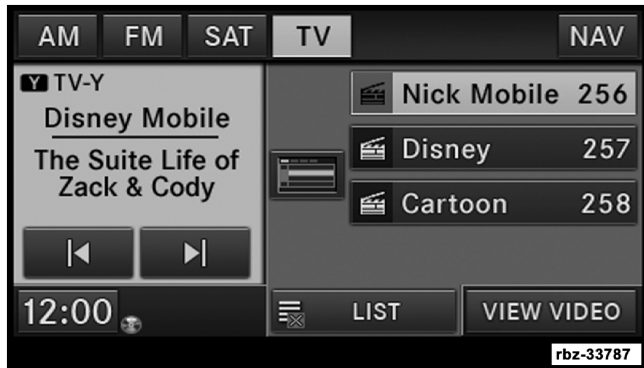 AM FM SAT TV NAV
Y TV-Y
Disney Mobile
The Suite Life of
Zack & Cody
Nick Mobile 256
Disney 257
Cartoon 258
12:00 LIST VIEW VIDEO
rbz-33787